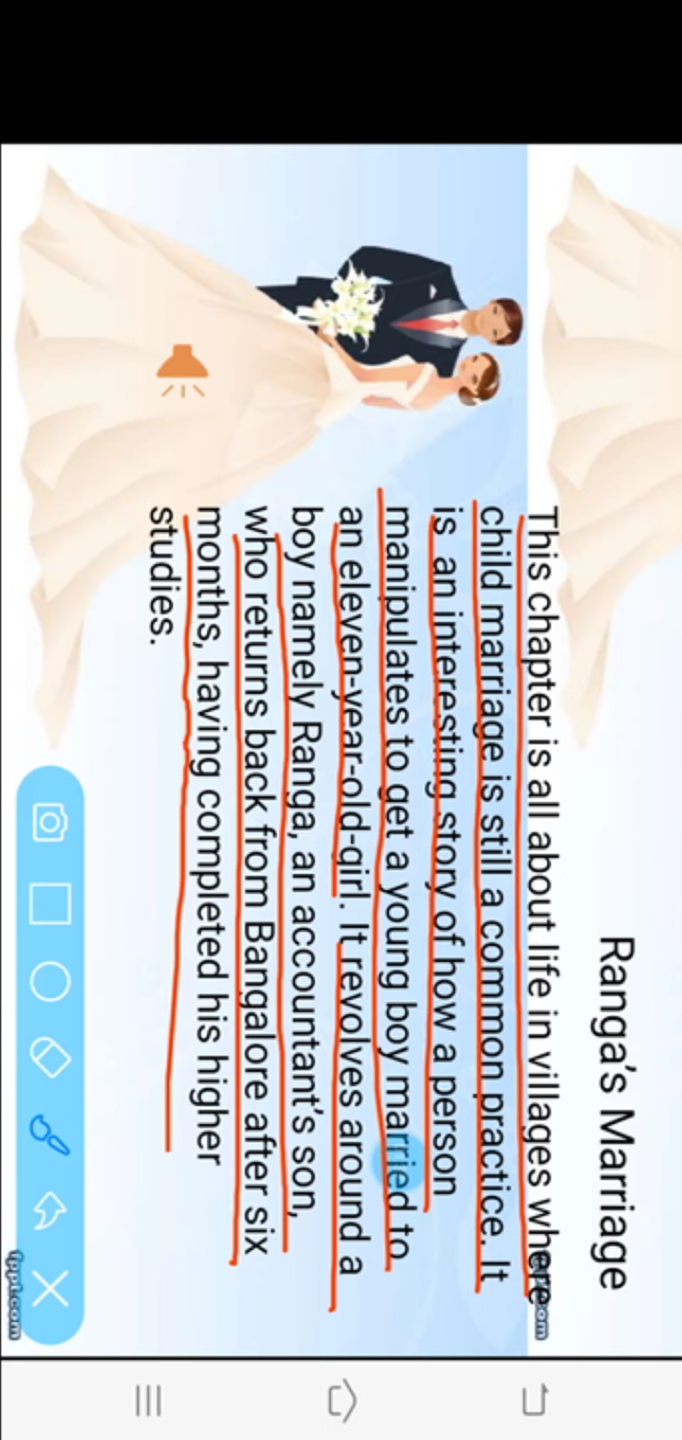 Ranga's Marriage
This chapter is all about life in villages where
child marriage is still a common practice. It
is an interesting story of how a person
manipulates to get a young boy married to
an eleven-year-old-girl. It revolves around a
boy namely Ranga, an accountant's son,
who returns back from Bangalore after six
months, having completed his higher
studies.
fppt.com